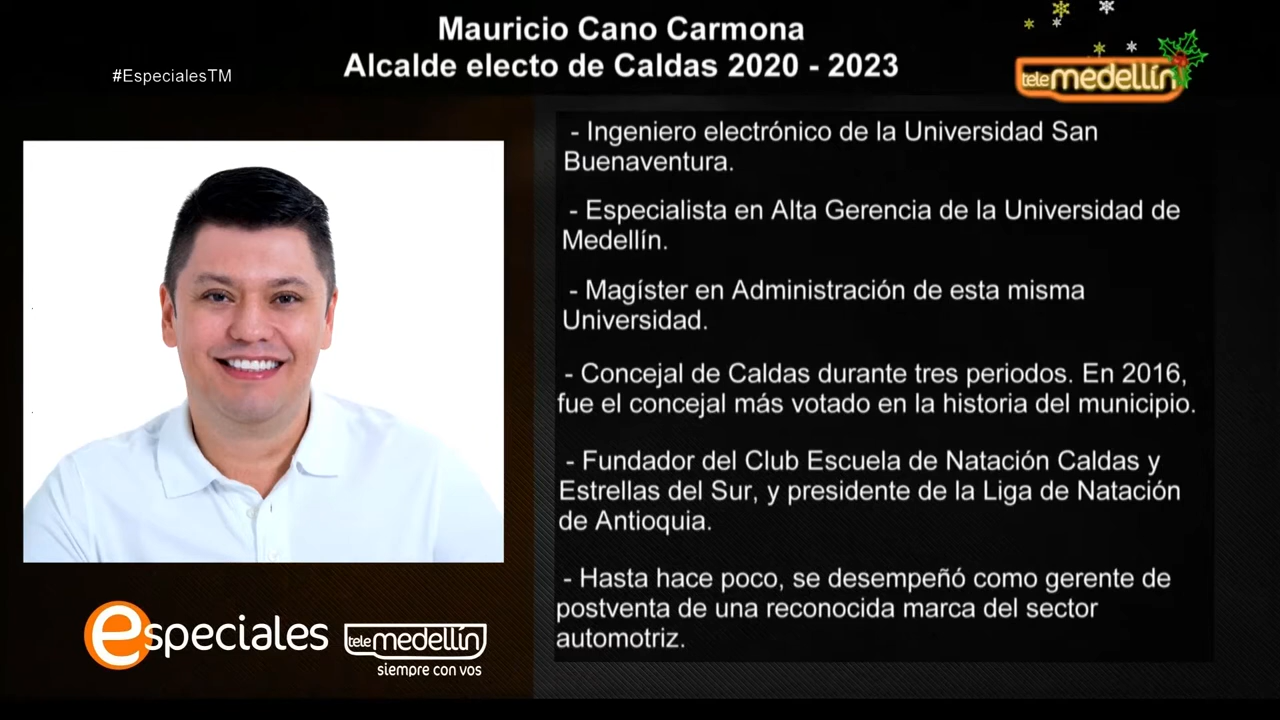 Mauricio Cano Carmona
Alcalde electo de Caldas 2020 - 2023
#EspecialesTM
tele medellín
- Ingeniero electrónico de la Universidad San
Buenaventura.
- Especialista en Alta Gerencia de la Universidad de
Medellín.
- Magíster en Administración de esta misma
Universidad.
- Concejal de Caldas durante tres periodos. En 2016,
fue el concejal más votado en la historia del municipio.
- Fundador del Club Escuela de Natación Caldas y
Estrellas del Sur, y presidente de la Liga de Natación
de Antioquia.
- Hasta hace poco, se desempeñó como gerente de
postventa de una reconocida marca del sector
automotriz.
especiales tele medellín
siempre con vos